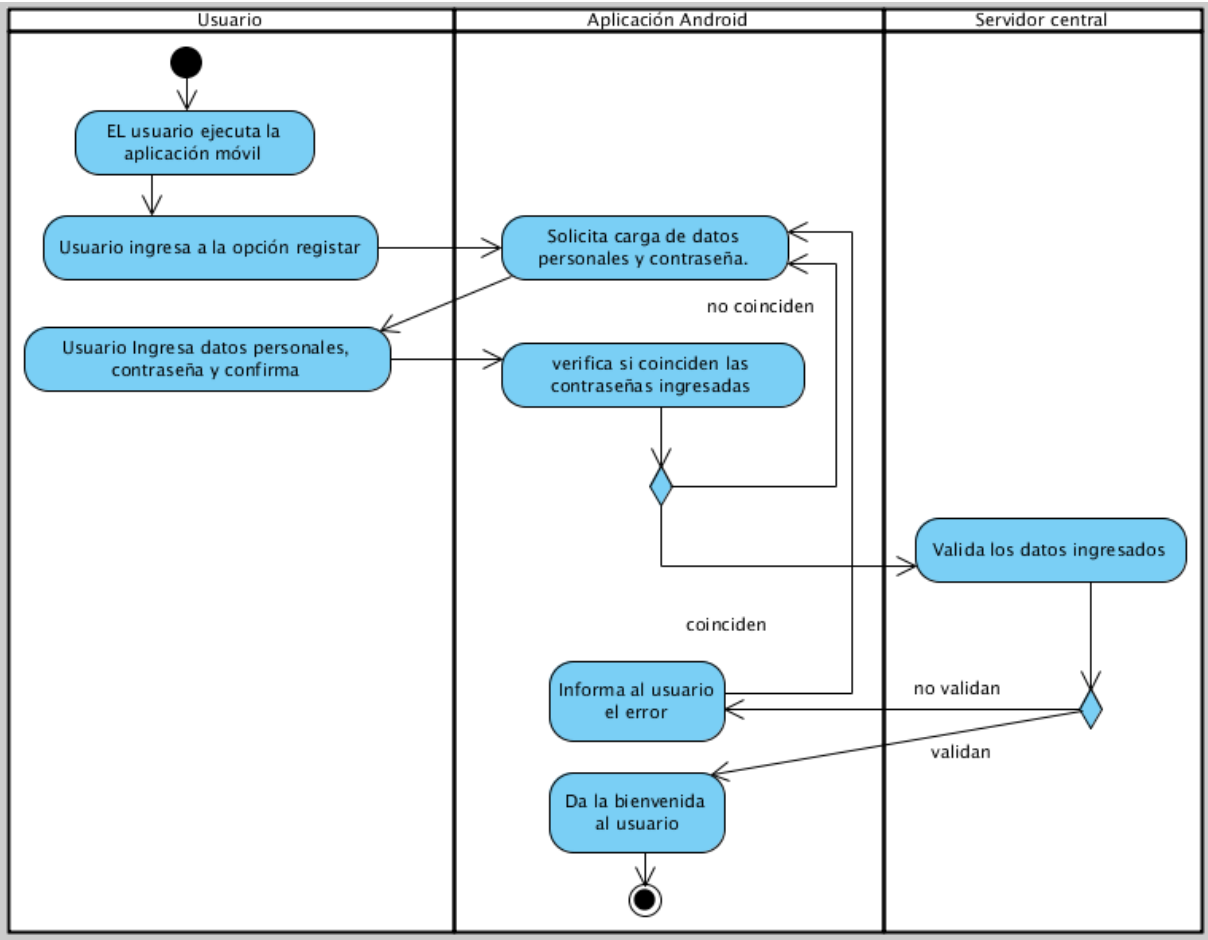 Usuario
Aplicación Android
Servidor central
EL usuario ejecuta la
aplicación móvil
Usuario ingresa a la opción registar
Solicita carga de datos
personales y contraseña.
no coinciden
Usuario Ingresa datos personales,
contraseña y confirma
verifica si coinciden las
contraseñas ingresadas
Valida los datos ingresados
coinciden
Informa al usuario
el error
no validan
validan
Da la bienvenida
al usuario